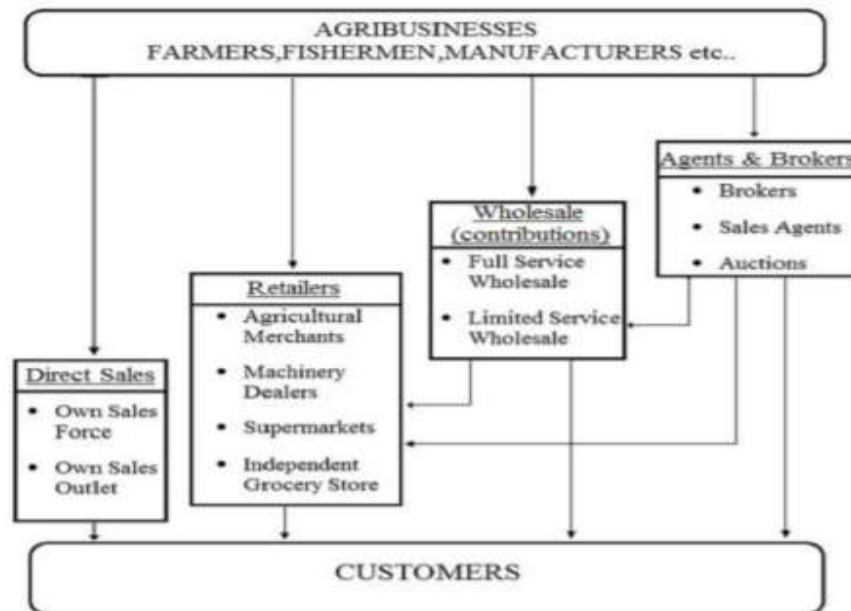 AGRIBUSINESSES
FARMERS,FISHERMEN,MANUFACTURERS etc..
Agents & Brokers
• Brokers
• Sales Agents
• Auctions
Wholesale
(contributions)
• Full Service
Wholesale
• Limited Service
Wholesale
Retailers
• Agricultural
Merchants
• Machinery
Dealers
• Supermarkets
• Independent
Grocery Store
Direct Sales
• Own Sales
Force
• Own Sales
Outlet
CUSTOMERS